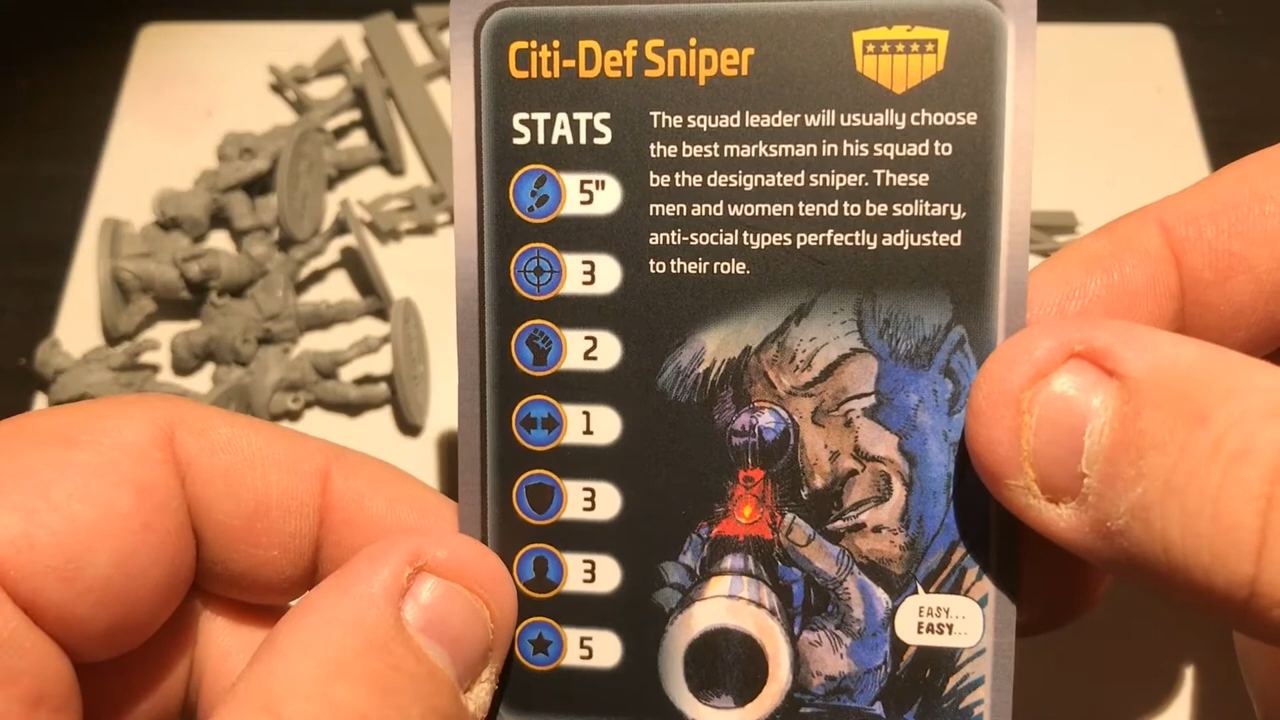 Citi-Def Sniper
STATS
5"
3
2
1
3
3
5
The squad leader will usually choose
the best marksman in his squad to
be the designated sniper. These
men and women tend to be solitary,
anti-social types perfectly adjusted
to their role.
EASY...
EASY...